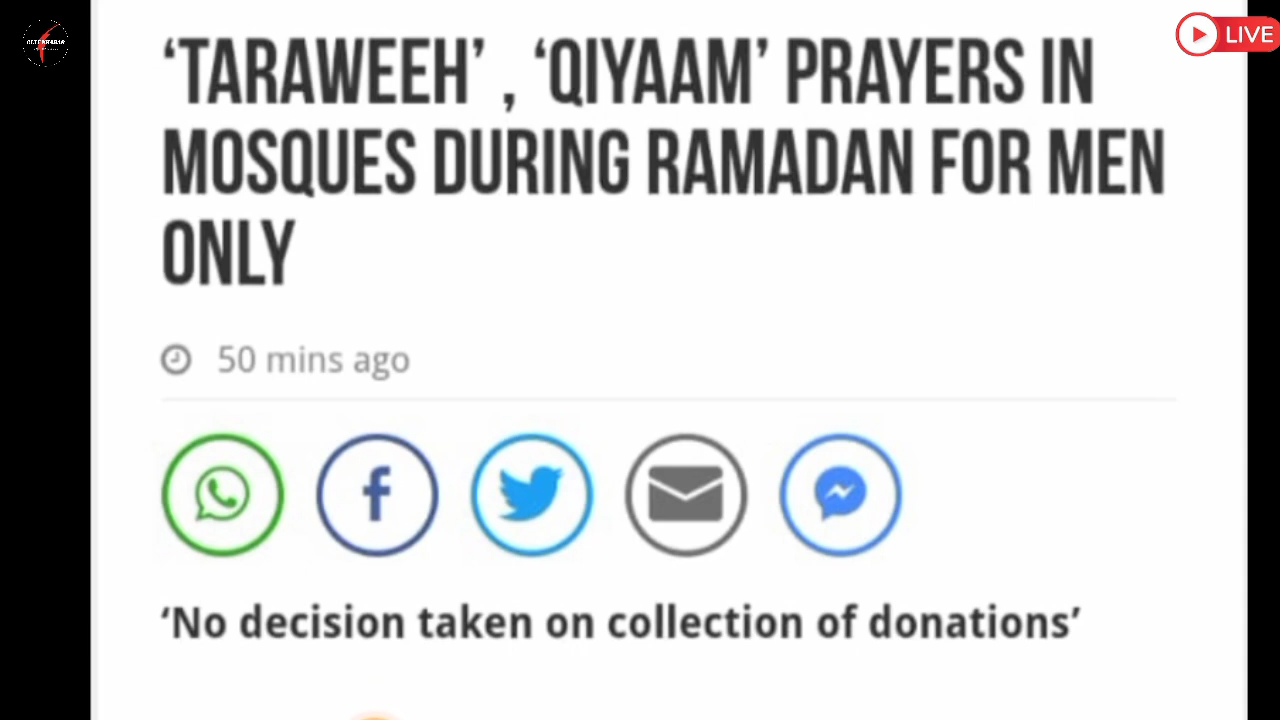 LIVE
‘TARAWEEH’ , ‘QIYAAM’ PRAYERS IN
MOSQUES DURING RAMADAN FOR MEN
ONLY
50 mins ago
‘No decision taken on collection of donations’